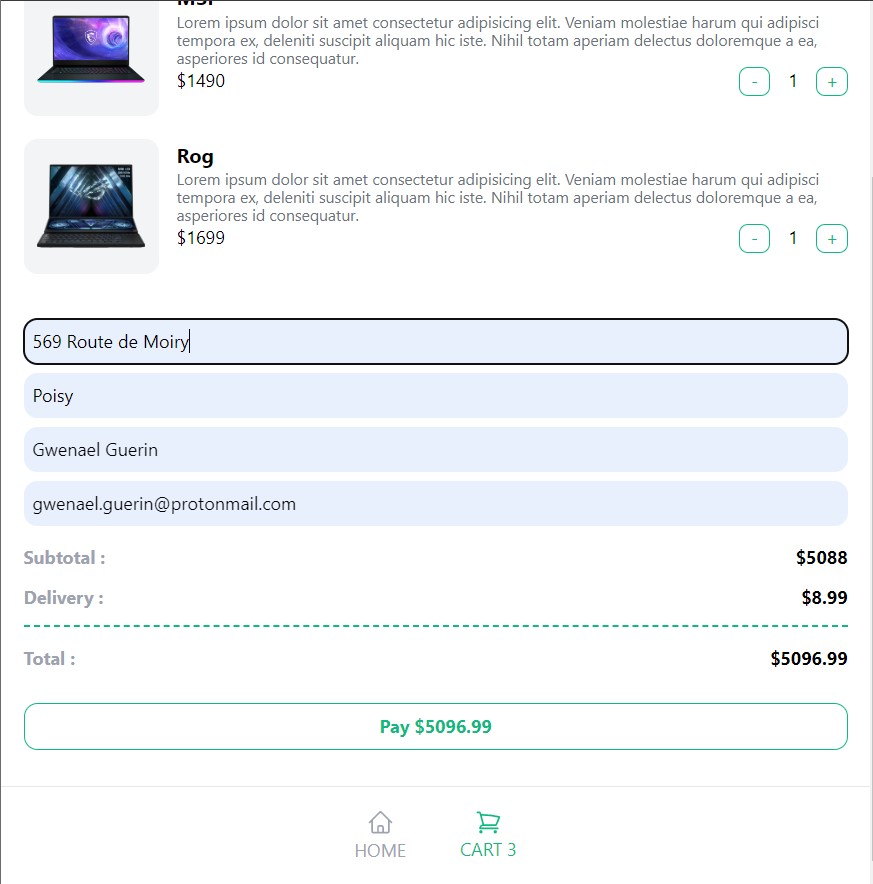 MSI
Lorem ipsum dolor sit amet consectetur adipisicing elit. Veniam molestiae harum qui adipisci
tempora ex, deleniti suscipit aliquam hic iste. Nihil totam aperiam delectus doloremque a ea,
asperiores id consequatur.
$1490
- 1 +
Rog
Lorem ipsum dolor sit amet consectetur adipisicing elit. Veniam molestiae harum qui adipisci
tempora ex, deleniti suscipit aliquam hic iste. Nihil totam aperiam delectus doloremque a ea,
asperiores id consequatur.
$1699
- 1 +
569 Route de Moiry
Poisy
Gwenael Guerin
gwenael.guerin@protonmail.com
Subtotal : $5088
Delivery : $8.99
Total : $5096.99
Pay $5096.99
HOME
CART 3